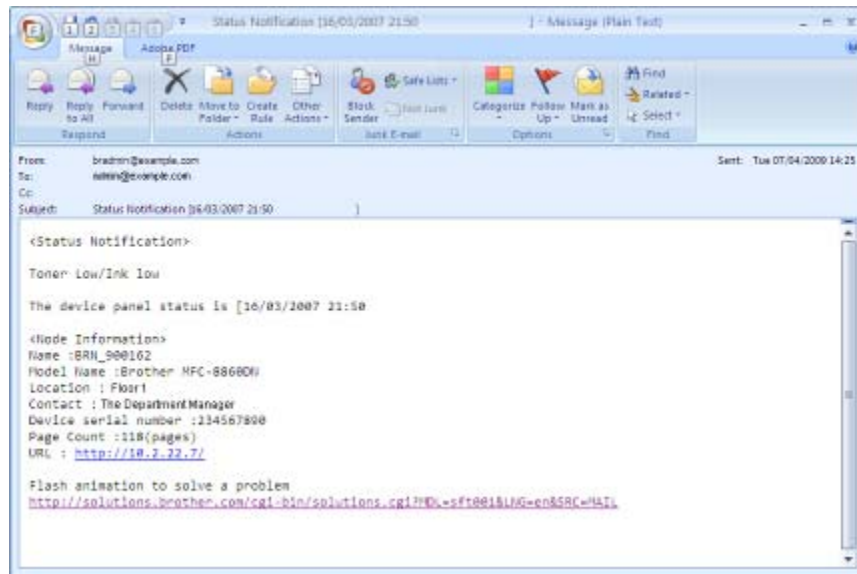 Status Notification [16/03/2007 21:50 ] - Message (Plain Text)
1 2
Message Adobe PDF
H P
Reply Reply to All Forward
Respond
Delete Move to Folder Create Rule Other Actions
Actions
Block Sender Safe Lists Not Junk
Junk E-mail
Categorize Follow Up Mark as Unread
Options
Find
Related
Select
Find
From: bradmin@example.com Sent: Tue 07/04/2009 14:25
To: admin@example.com
Cc:
Subject: Status Notification [16/03/2007 21:50 ]
<Status Notification>
Toner Low/Ink low
The device panel status is [16/03/2007 21:50
<Node Information>
Name :BRN_900162
Model Name :Brother MFC-8860DN
Location : Floor1
Contact : The Department Manager
Device serial number :234567890
Page Count :118(pages)
URL : http://10.2.22.7/
Flash animation to solve a problem
http://solutions.brother.com/cgi-bin/solutions.cgi?MDL=sft001&LNG=en&SRC=MAIL